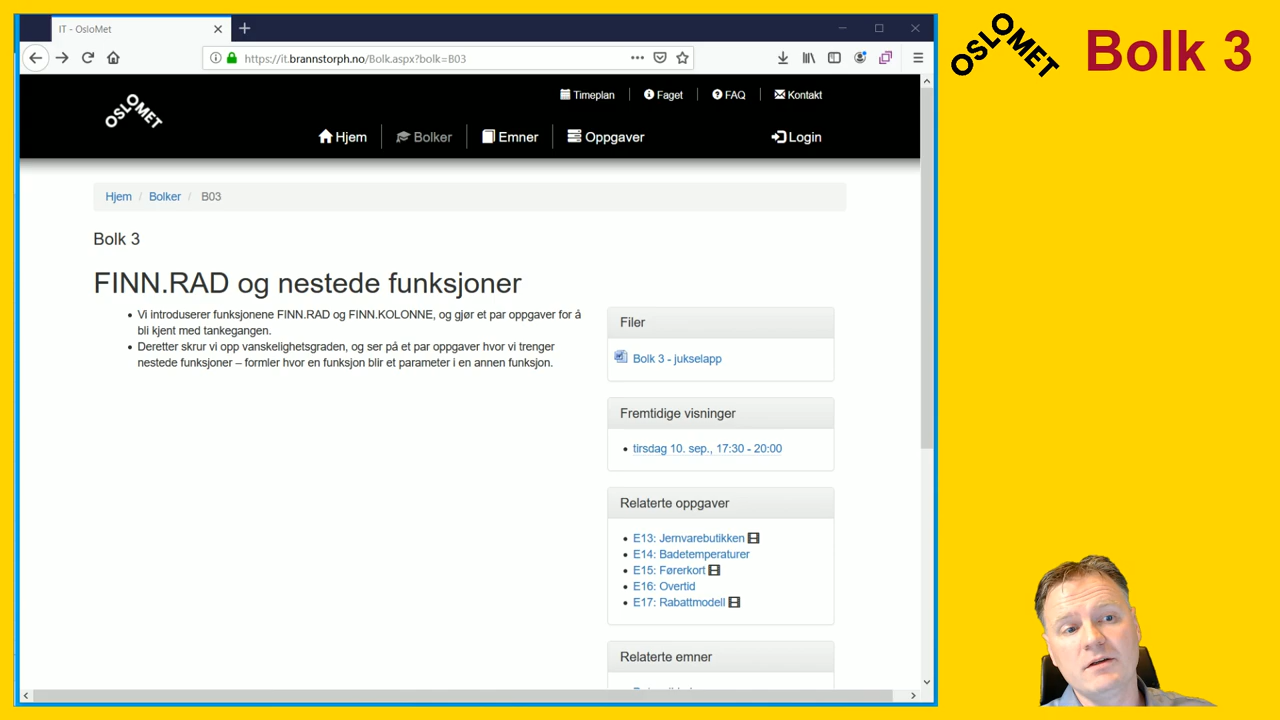 IT - OsloMet
https://it.brannstorph.no/Bolk.aspx?bolk=B03
OSLOMET
Bolk 3
OSLOMET
Timeplan
Faget
FAQ
Kontakt
Hjem
Bolker
Emner
Oppgaver
Login
Hjem / Bolker / B03
Bolk 3
FINN.RAD og nestede funksjoner
Vi introduserer funksjonene FINN.RAD og FINN.KOLONNE, og gjør et par oppgaver for å
bli kjent med tankegangen.
Deretter skrur vi opp vanskelighetsgraden, og ser på et par oppgaver hvor vi trenger
nestede funksjoner – formler hvor en funksjon blir et parameter i en annen funksjon.
Filer
Bolk 3 - jukselapp
Fremtidige visninger
tirsdag 10. sep., 17:30 - 20:00
Relaterte oppgaver
E13: Jernvarebutikken
E14: Badetemperaturer
E15: Førerkort
E16: Overtid
E17: Rabattmodell
Relaterte emner